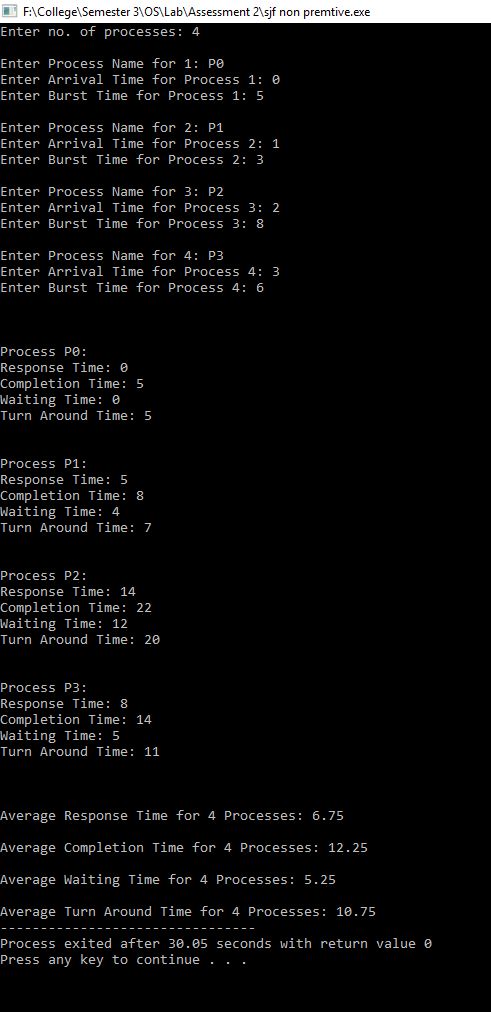 F:\College\Semester 3\OS\Lab\Assessment 2\sjf non premtive.exe
Enter no. of processes: 4
Enter Process Name for 1: P0
Enter Arrival Time for Process 1: 0
Enter Burst Time for Process 1: 5
Enter Process Name for 2: P1
Enter Arrival Time for Process 2: 1
Enter Burst Time for Process 2: 3
Enter Process Name for 3: P2
Enter Arrival Time for Process 3: 2
Enter Burst Time for Process 3: 8
Enter Process Name for 4: P3
Enter Arrival Time for Process 4: 3
Enter Burst Time for Process 4: 6
Process P0:
Response Time: 0
Completion Time: 5
Waiting Time: 0
Turn Around Time: 5
Process P1:
Response Time: 5
Completion Time: 8
Waiting Time: 4
Turn Around Time: 7
Process P2:
Response Time: 14
Completion Time: 22
Waiting Time: 12
Turn Around Time: 20
Process P3:
Response Time: 8
Completion Time: 14
Waiting Time: 5
Turn Around Time: 11
Average Response Time for 4 Processes: 6.75
Average Completion Time for 4 Processes: 12.25
Average Waiting Time for 4 Processes: 5.25
Average Turn Around Time for 4 Processes: 10.75
--------------------------------
Process exited after 30.05 seconds with return value 0
Press any key to continue . . .